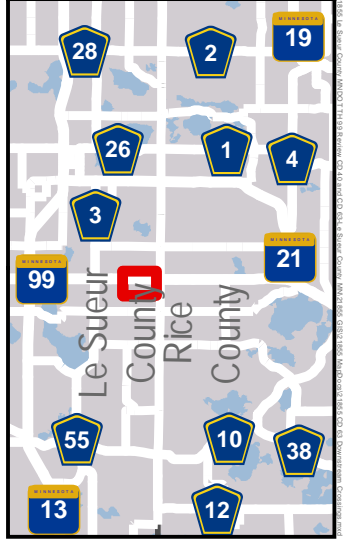 MINNESOTA
19
28
2
26
1
4
3
MINNESOTA
21
MINNESOTA
99
Le Sueur
County
Rice
County
55
10
38
MINNESOTA
13
12